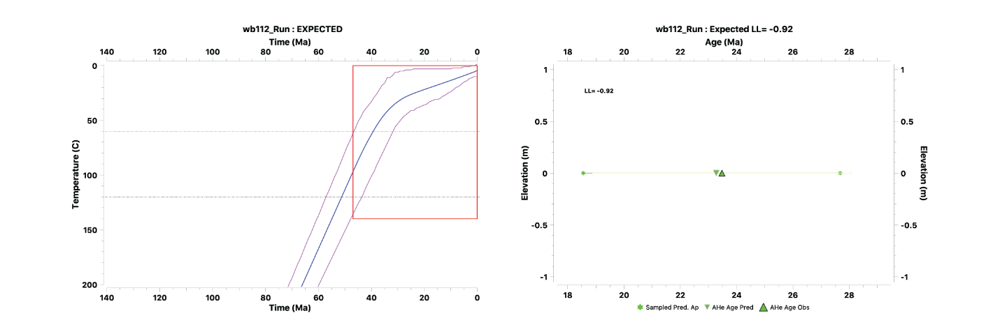 wb112_Run : EXPECTED
Time (Ma)
140 120 100 80 60 40 20 0
0
50
100
150
200
Temperature (C)
140 120 100 80 60 40 20 0
Time (Ma)
wb112_Run : Expected LL= -0.92
Age (Ma)
18 20 22 24 26 28
1 1
LL= -0.92
0.5 0.5
Elevation (m) Elevation (m)
0 0
-0.5 -0.5
-1 -1
18 20 22 24 26 28
Sampled Pred. Ap AHe Age Pred AHe Age Obs